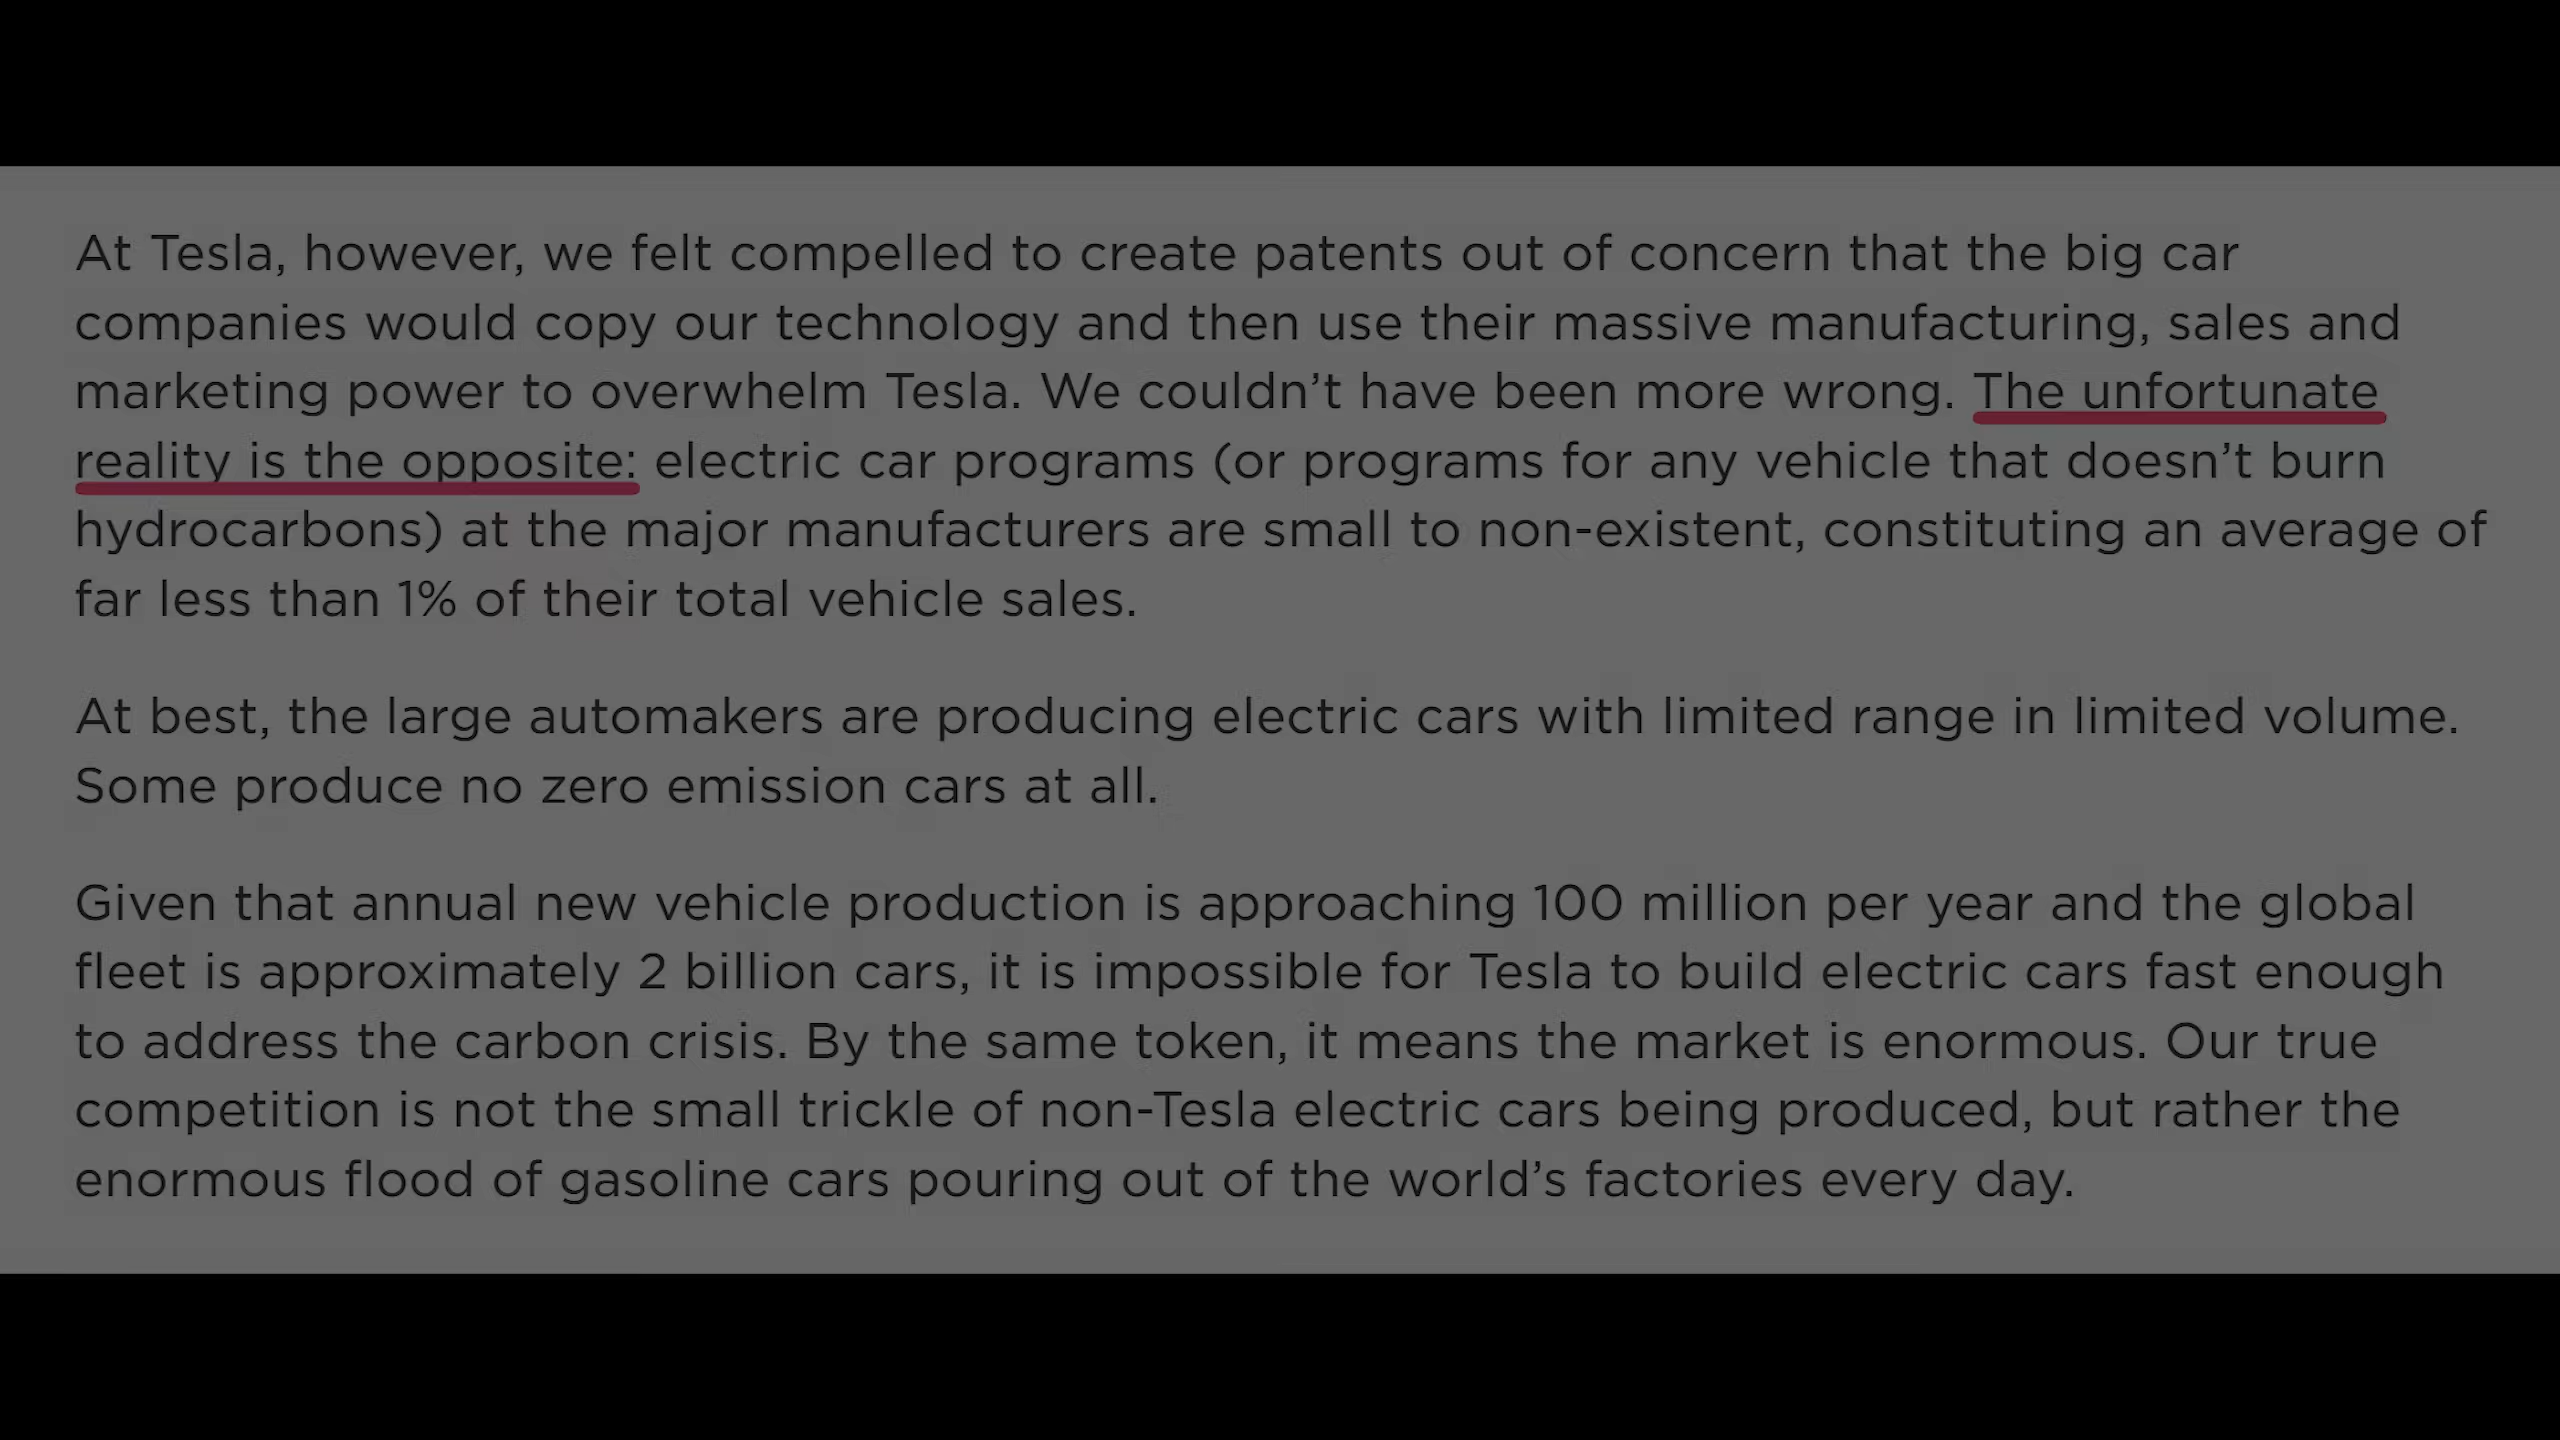 At Tesla, however, we felt compelled to create patents out of concern that the big car
companies would copy our technology and then use their massive manufacturing, sales and
marketing power to overwhelm Tesla. We couldn’t have been more wrong. The unfortunate
reality is the opposite: electric car programs (or programs for any vehicle that doesn’t burn
hydrocarbons) at the major manufacturers are small to non-existent, constituting an average of
far less than 1% of their total vehicle sales.
At best, the large automakers are producing electric cars with limited range in limited volume.
Some produce no zero emission cars at all.
Given that annual new vehicle production is approaching 100 million per year and the global
fleet is approximately 2 billion cars, it is impossible for Tesla to build electric cars fast enough
to address the carbon crisis. By the same token, it means the market is enormous. Our true
competition is not the small trickle of non-Tesla electric cars being produced, but rather the
enormous flood of gasoline cars pouring out of the world’s factories every day.